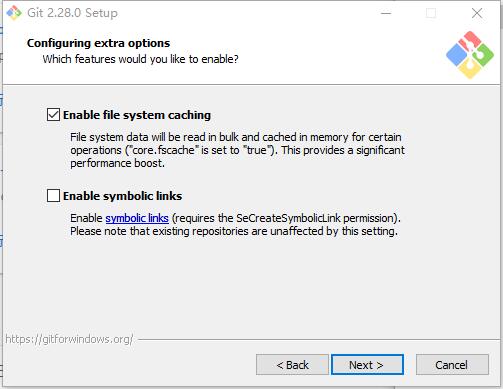 Git 2.28.0 Setup
Configuring extra options
Which features would you like to enable?
Enable file system caching
File system data will be read in bulk and cached in memory for certain
operations ("core.fscache" is set to "true"). This provides a significant
performance boost.
Enable symbolic links
Enable symbolic links (requires the SeCreateSymbolicLink permission).
Please note that existing repositories are unaffected by this setting.
https://gitforwindows.org/
< Back
Next >
Cancel